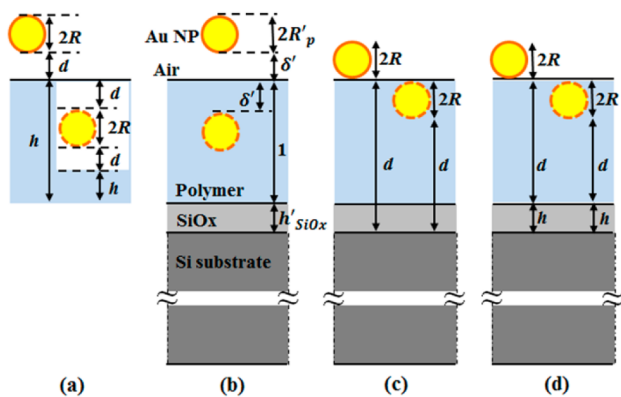 2R
d
d
h
2R
d
h
(a)
Au NP
2R'p
δ'
Air
δ'
1
Polymer
SiOx
h'SiOx
Si substrate
(b)
2R
2R
d
d
(c)
2R
2R
d
d
h
h
(d)